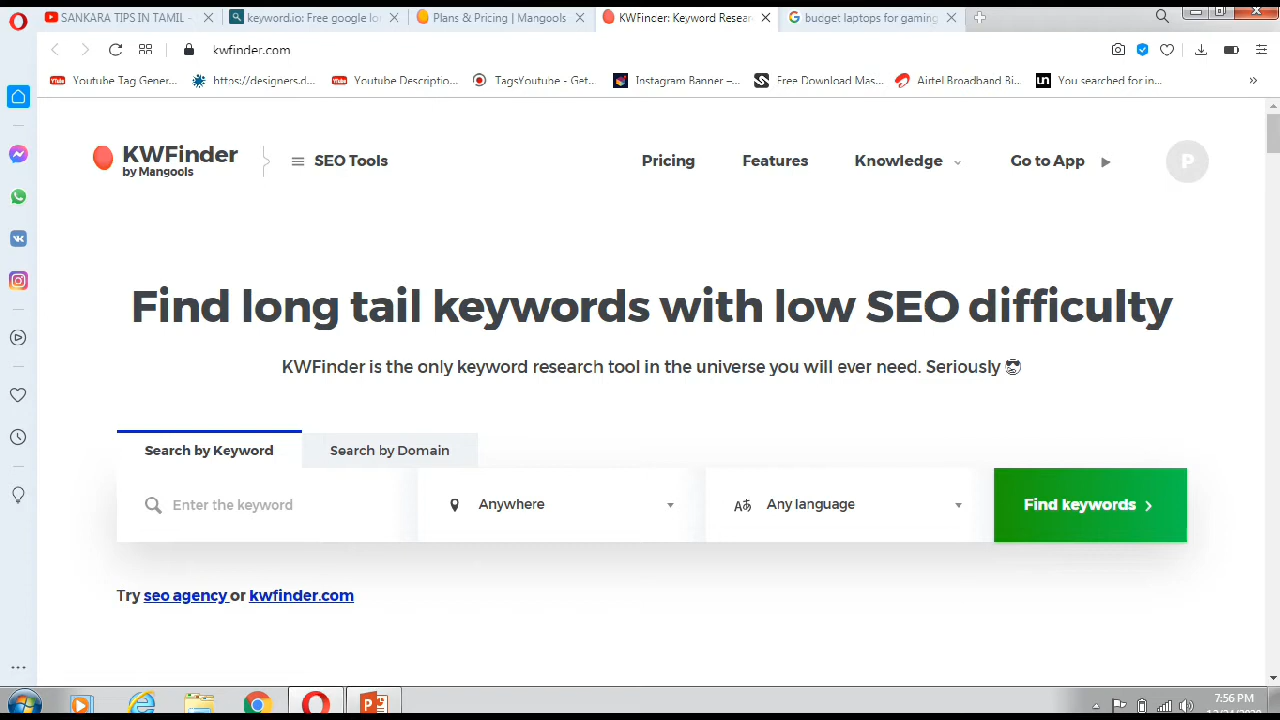 SANKARA TIPS IN TAMIL -
keyword.io: Free google lo
Plans & Pricing | Mangools
KWFinder: Keyword Resear
budget laptops for gaming
kwfinder.com
Youtube Tag Gener...
https://designers.d...
Youtube Descriptio...
TagsYoutube - Get...
Instagram Banner –...
Free Download Mas...
Airtel Broadband Bi...
You searched for in...
KWFinder
by Mangools
SEO Tools
Pricing
Features
Knowledge
Go to App
P
Find long tail keywords with low SEO difficulty
KWFinder is the only keyword research tool in the universe you will ever need. Seriously 😎
Search by Keyword
Search by Domain
Enter the keyword
Anywhere
Any language
Find keywords
Try seo agency or kwfinder.com
7:56 PM